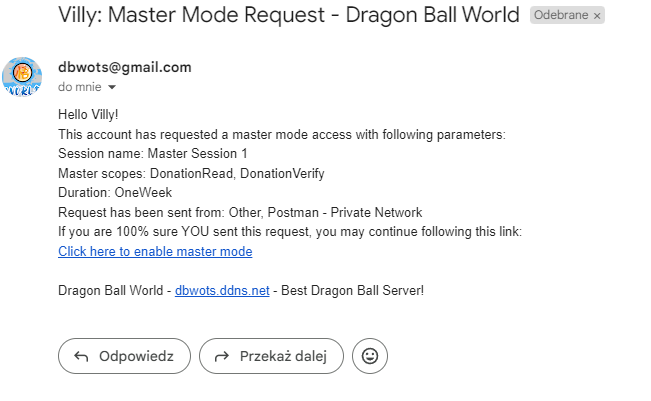 Villy: Master Mode Request - Dragon Ball World Odebrane ×
dbwots@gmail.com
do mnie
Hello Villy!
This account has requested a master mode access with following parameters:
Session name: Master Session 1
Master scopes: DonationRead, DonationVerify
Duration: OneWeek
Request has been sent from: Other, Postman - Private Network
If you are 100% sure YOU sent this request, you may continue following this link:
Click here to enable master mode
Dragon Ball World - dbwots.ddns.net - Best Dragon Ball Server!
Odpowiedz Przekaż dalej